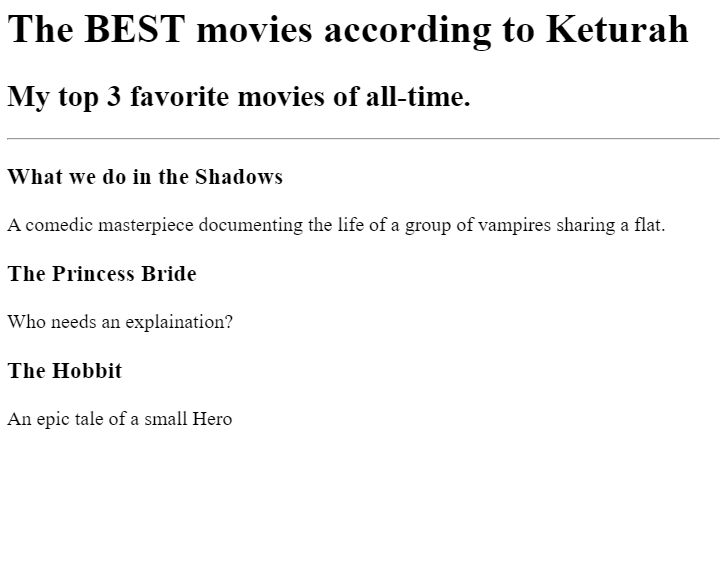 The BEST movies according to Keturah
My top 3 favorite movies of all-time.
What we do in the Shadows
A comedic masterpiece documenting the life of a group of vampires sharing a flat.
The Princess Bride
Who needs an explaination?
The Hobbit
An epic tale of a small Hero